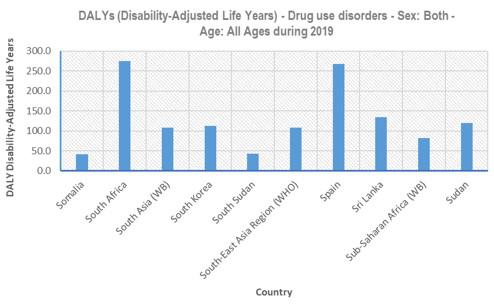 DALYs (Disability-Adjusted Life Years) - Drug use disorders - Sex: Both -
Age: All Ages during 2019
DALY Disability-Adjusted Life Years
300.0
250.0
200.0
150.0
100.0
50.0
0.0
Somalia
South Africa
South Asia (WB)
South Korea
South Sudan
South-East Asia Region (WHO)
Spain
Sri Lanka
Sub-Saharan Africa (WB)
Sudan
Country